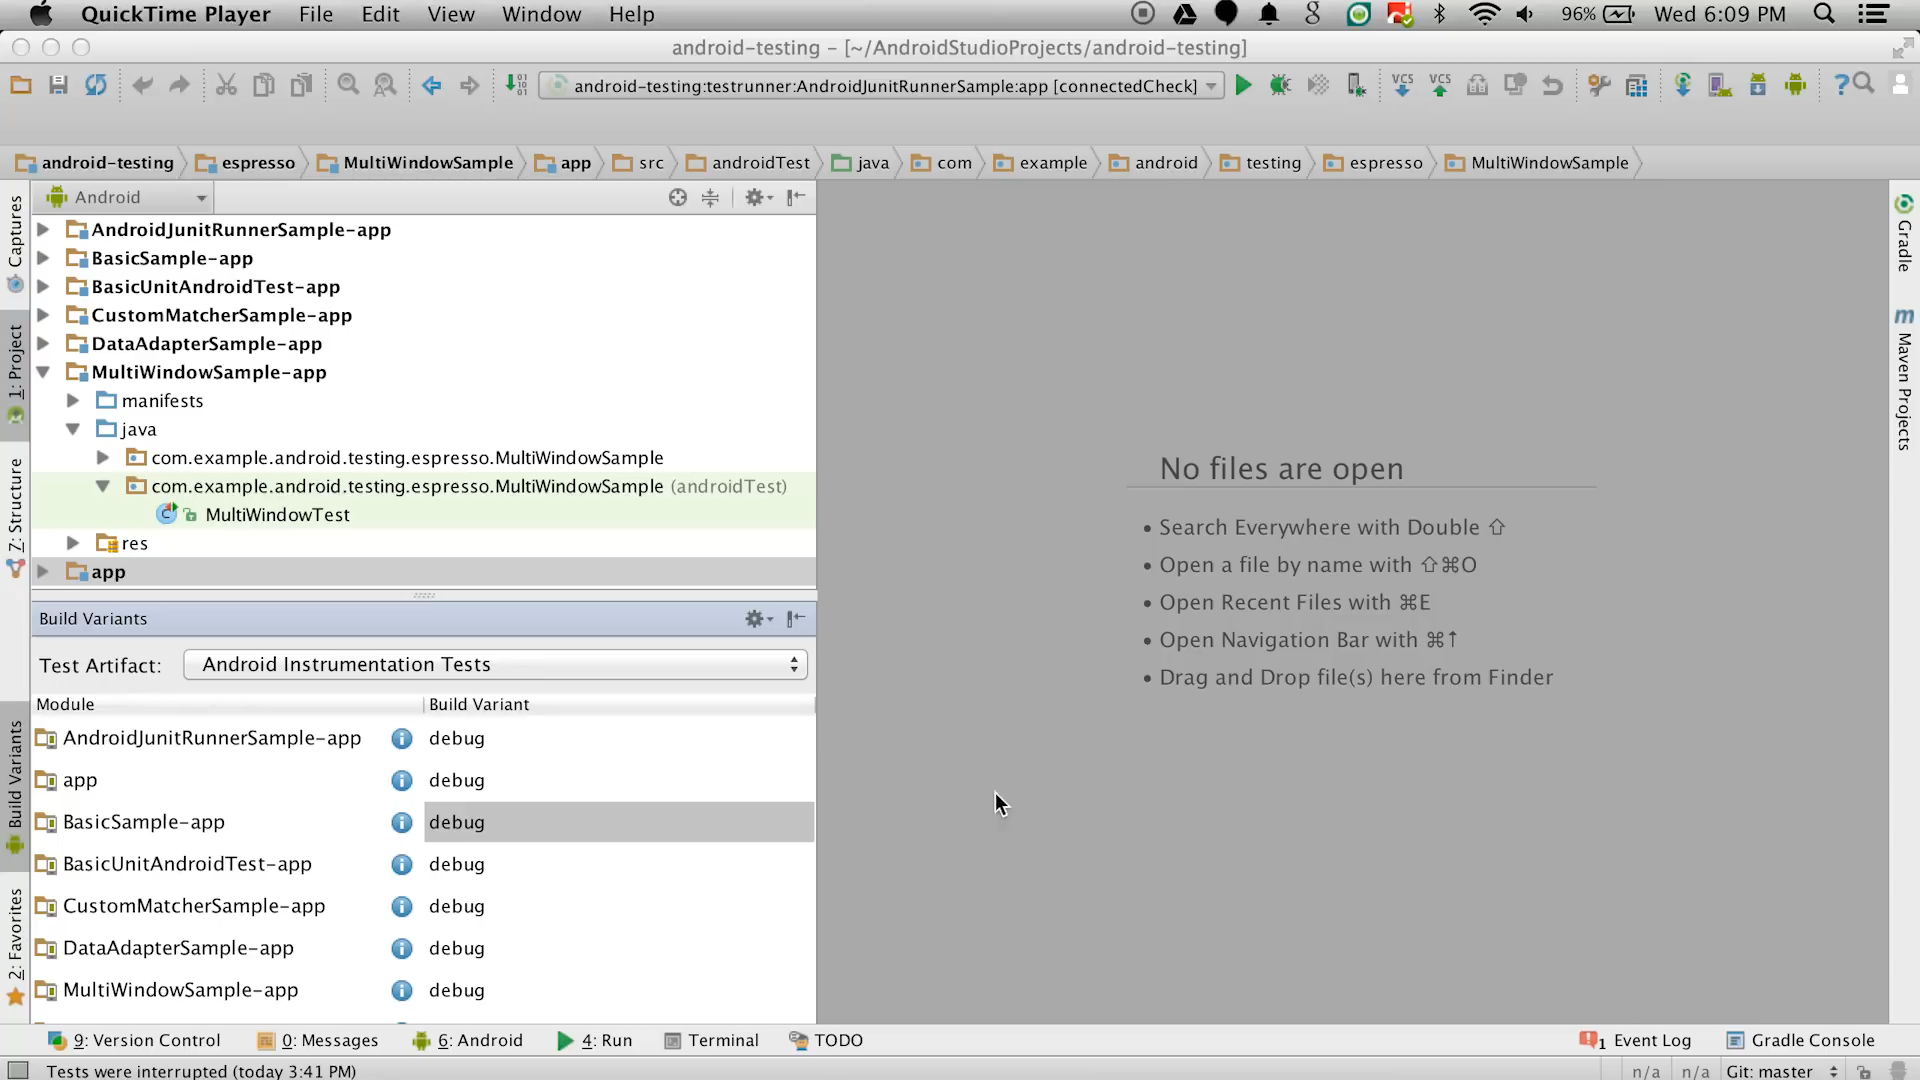 QuickTime Player File Edit View Window Help 96% Wed 6:09 PM
android-testing - [~/AndroidStudioProjects/android-testing]
android-testing:testrunner:AndroidJunitRunnerSample:app [connectedCheck] VCS VCS ?
android-testing espresso MultiWindowSample app src androidTest java com example android testing espresso MultiWindowSample
Captures
1: Project
7: Structure
Build Variants
2: Favorites
Android
AndroidJunitRunnerSample-app
BasicSample-app
BasicUnitAndroidTest-app
CustomMatcherSample-app
DataAdapterSample-app
MultiWindowSample-app
manifests
java
com.example.android.testing.espresso.MultiWindowSample
com.example.android.testing.espresso.MultiWindowSample (androidTest)
MultiWindowTest
res
app
Build Variants
Test Artifact: Android Instrumentation Tests
Module Build Variant
AndroidJunitRunnerSample-app debug
app debug
BasicSample-app debug
BasicUnitAndroidTest-app debug
CustomMatcherSample-app debug
DataAdapterSample-app debug
MultiWindowSample-app debug
No files are open
• Search Everywhere with Double ⇧
• Open a file by name with ⇧⌘O
• Open Recent Files with ⌘E
• Open Navigation Bar with ⌘↑
• Drag and Drop file(s) here from Finder
Gradle
Maven Projects
9: Version Control 0: Messages 6: Android 4: Run Terminal TODO 1 Event Log Gradle Console
Tests were interrupted (today 3:41 PM) n/a n/a Git: master